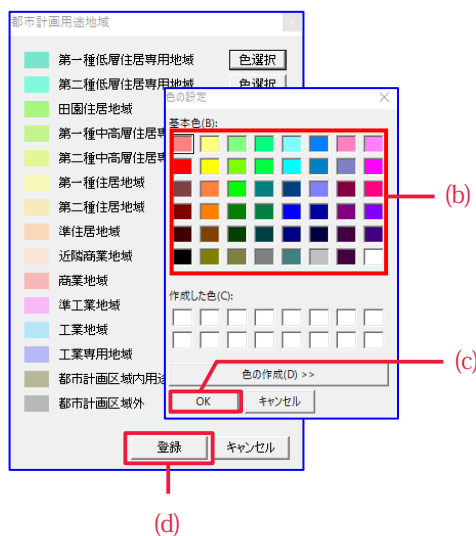 都市計画用途地域
第一種低層住居専用地域 色選択
第二種低層住居専用地域 色選択
田園住居地域
第一種中高層住居専
第二種中高層住居専
第一種住居地域
第二種住居地域
準住居地域
近隣商業地域
商業地域
準工業地域
工業地域
工業専用地域
都市計画区域内用途
都市計画区域外
登録 キャンセル
色の設定
基本色(B):
作成した色(C):
色の作成(D) >>
OK キャンセル
(b)
(c)
(d)